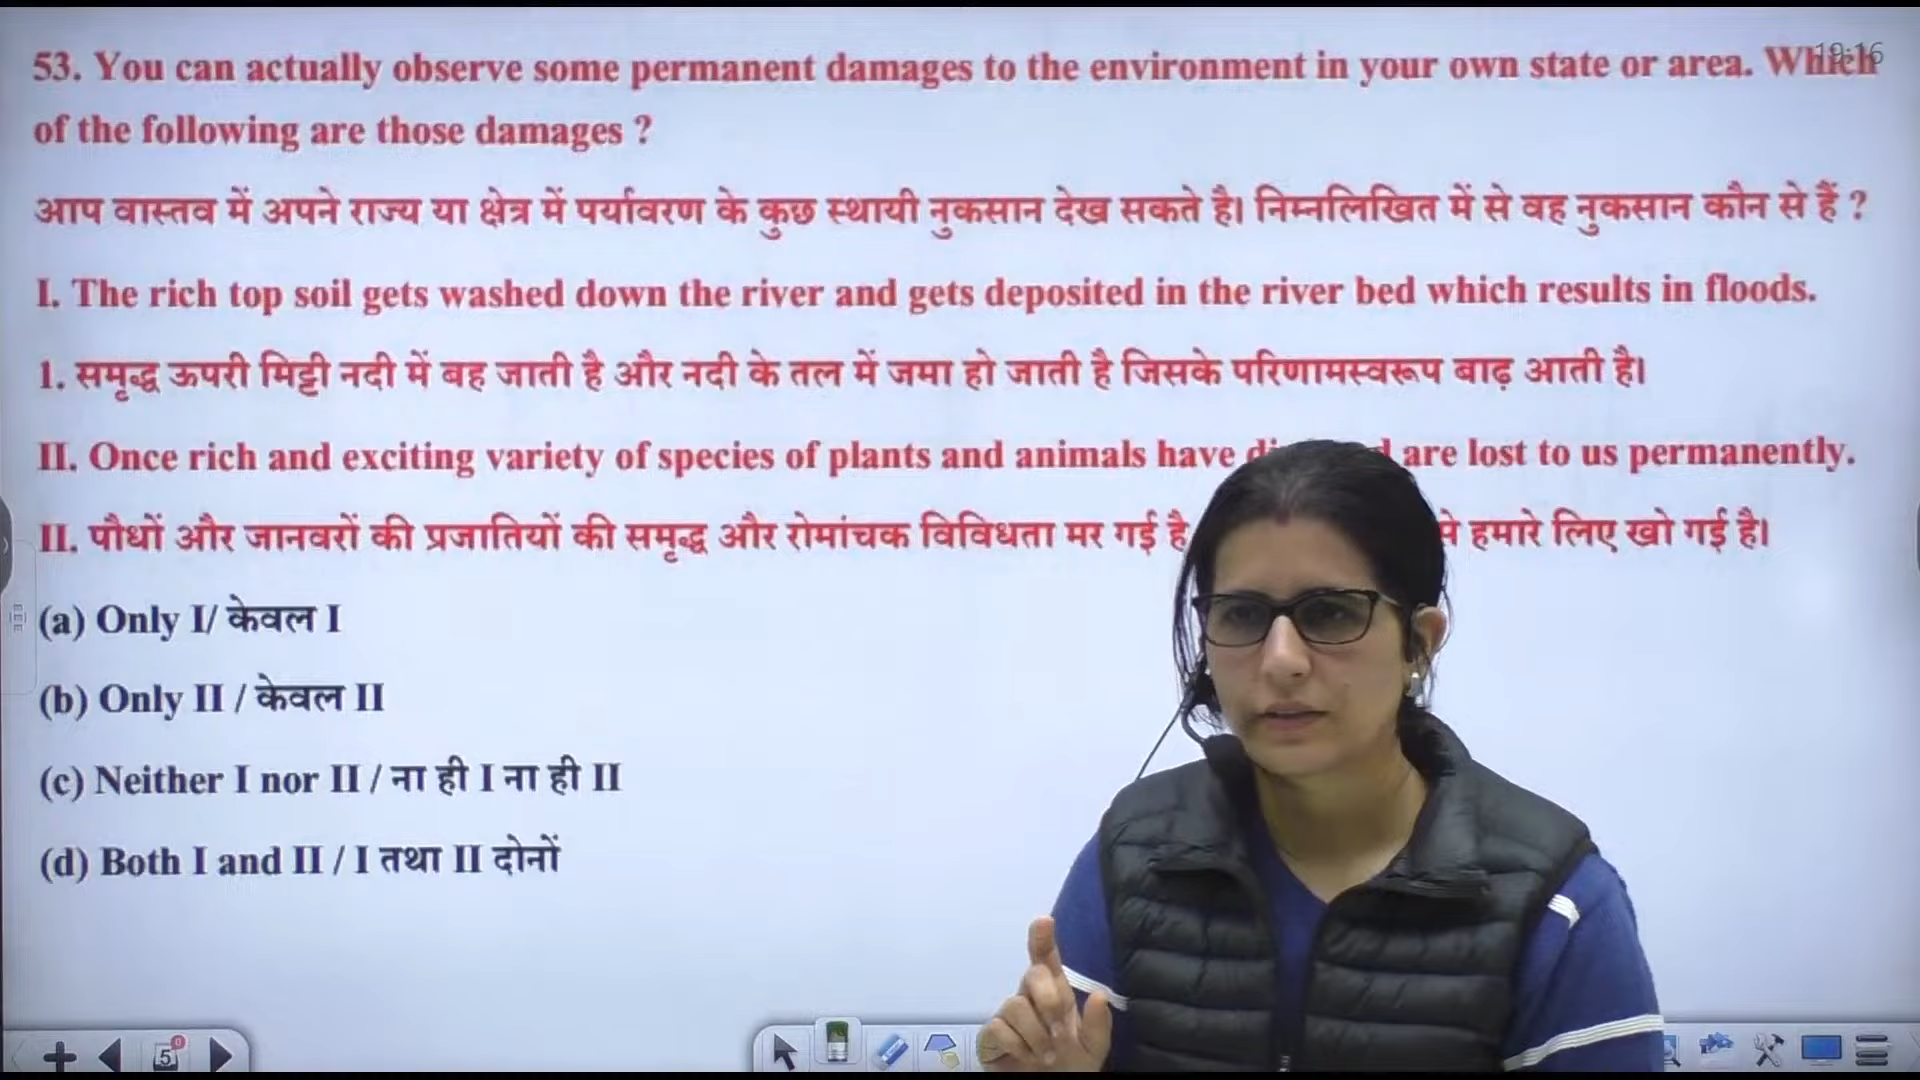 53. You can actually observe some permanent damages to the environment in your own state or area. Which
19:16
of the following are those damages ?
आप वास्तव में अपने राज्य या क्षेत्र में पर्यावरण के कुछ स्थायी नुकसान देख सकते है। निम्नलिखित में से वह नुकसान कौन से हैं ?
I. The rich top soil gets washed down the river and gets deposited in the river bed which results in floods.
1. समृद्ध ऊपरी मिट्टी नदी में बह जाती है और नदी के तल में जमा हो जाती है जिसके परिणामस्वरूप बाढ़ आती है।
II. Once rich and exciting variety of species of plants and animals have are lost to us permanently.
II. पौधों और जानवरों की प्रजातियों की समृद्ध और रोमांचक विविधता मर गई है हमारे लिए खो गई है।
(a) Only I/ केवल I
(b) Only II / केवल II
(c) Neither I nor II / ना ही I ना ही II
(d) Both I and II / I तथा II दोनों
5
0